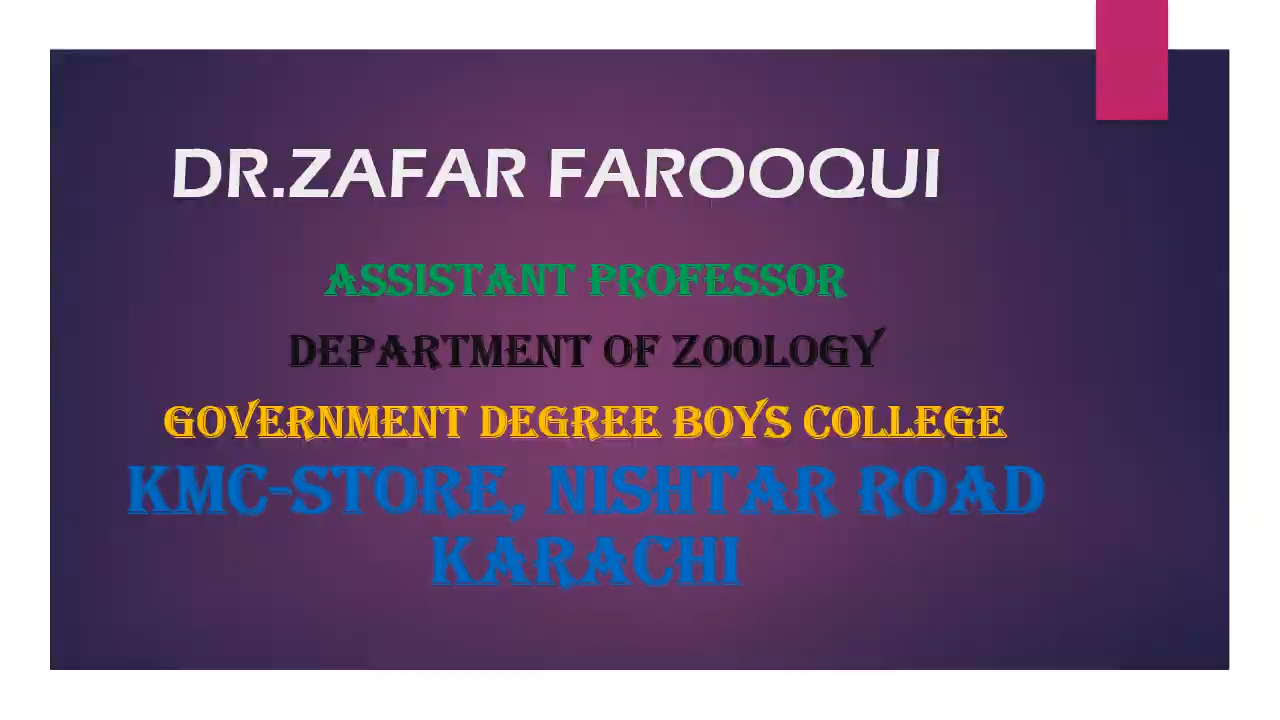 DR.ZAFAR FAROOQUI
ASSISTANT PROFESSOR
DEPARTMENT OF ZOOLOGY
GOVERNMENT DEGREE BOYS COLLEGE
KMC-STORE, NISHTAR ROAD
KARACHI